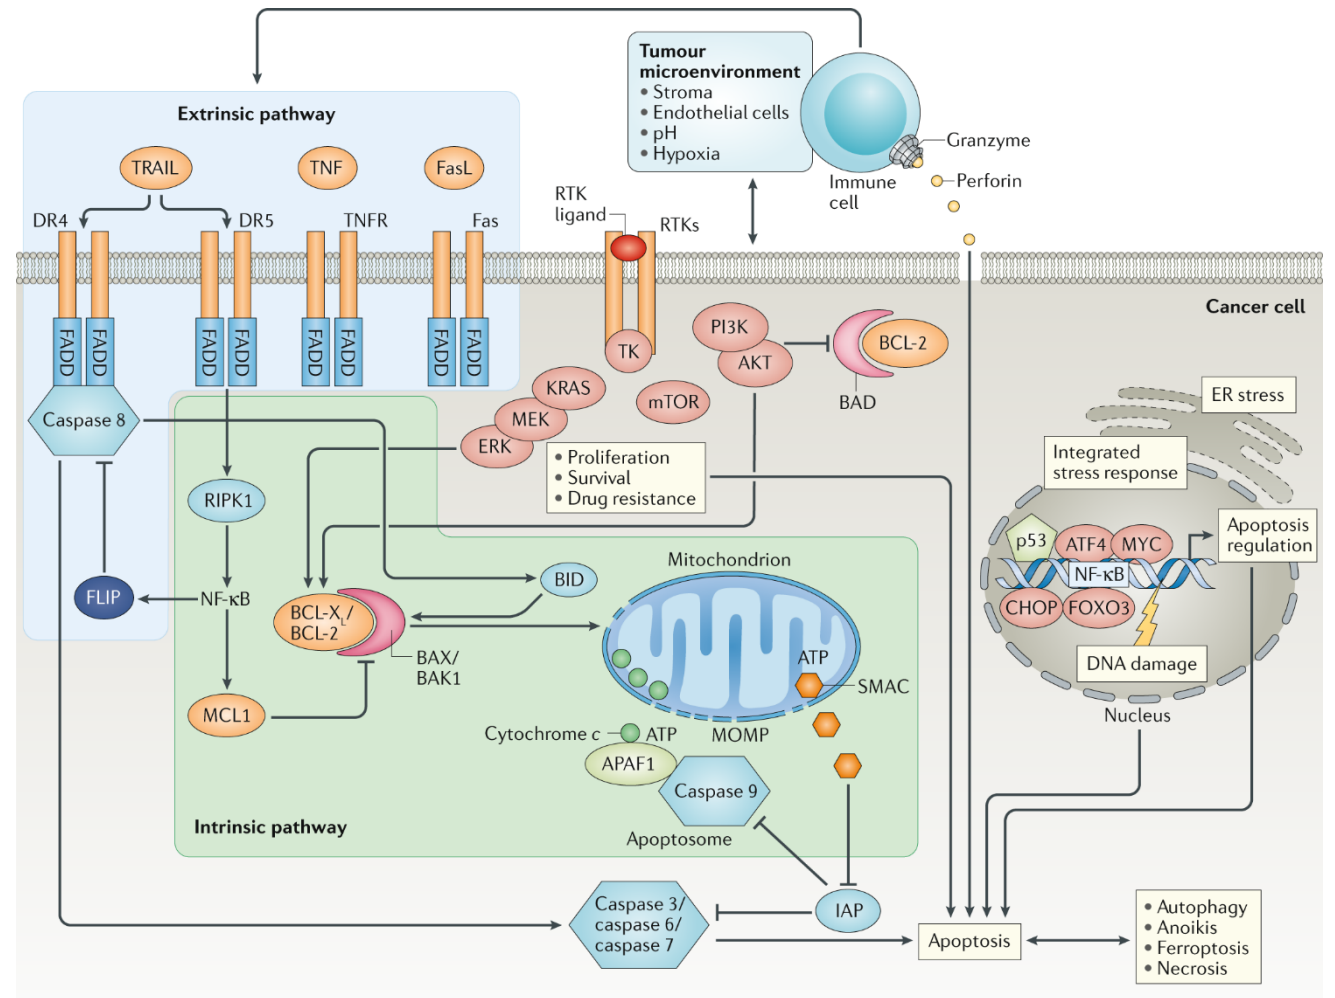 Tumour
microenvironment
• Stroma
• Endothelial cells
• pH
• Hypoxia
Granzyme
Perforin
Immune
cell
Extrinsic pathway
TRAIL
TNF
FasL
DR4
DR5
TNFR
Fas
RTK
ligand
RTKs
Cancer cell
FADD
FADD
FADD
FADD
FADD
FADD
FADD
FADD
TK
PI3K
AKT
BCL-2
BAD
KRAS
MEK
ERK
mTOR
Caspase 8
• Proliferation
• Survival
• Drug resistance
ER stress
Integrated
stress response
RIPK1
p53
ATF4
MYC
Apoptosis
regulation
NF-κB
CHOP
FOXO3
DNA damage
Nucleus
FLIP
NF-κB
BCL-XL/
BCL-2
BAX/
BAK1
BID
Mitochondrion
ATP
SMAC
MCL1
Cytochrome c
ATP
MOMP
APAF1
Caspase 9
Apoptosome
Intrinsic pathway
Caspase 3/
caspase 6/
caspase 7
IAP
Apoptosis
• Autophagy
• Anoikis
• Ferroptosis
• Necrosis